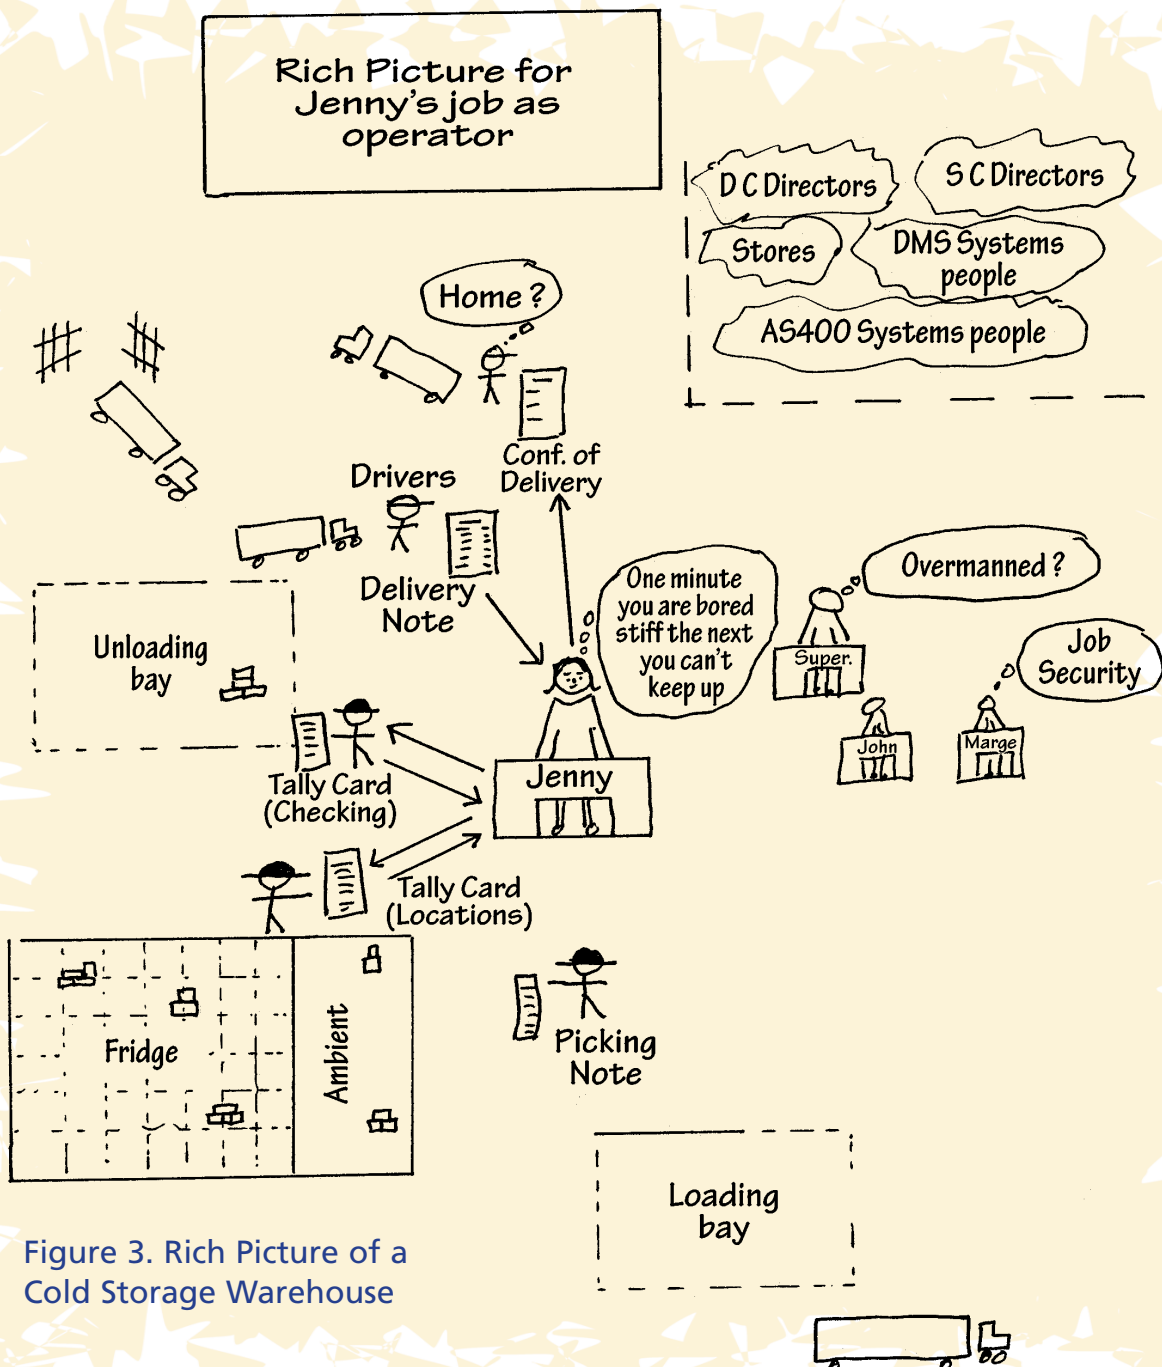 Rich Picture for
Jenny's job as
operator
D C Directors
S C Directors
Stores
DMS Systems
people
AS400 Systems people
Home ?
Conf. of
Delivery
Drivers
Delivery
Note
One minute
you are bored
stiff the next
you can't
keep up
Overmanned ?
Super.
Job
Security
John
Marge
Unloading
bay
Jenny
Tally Card
(Checking)
Tally Card
(Locations)
Fridge
Ambient
Picking
Note
Loading
bay
Figure 3. Rich Picture of a
Cold Storage Warehouse